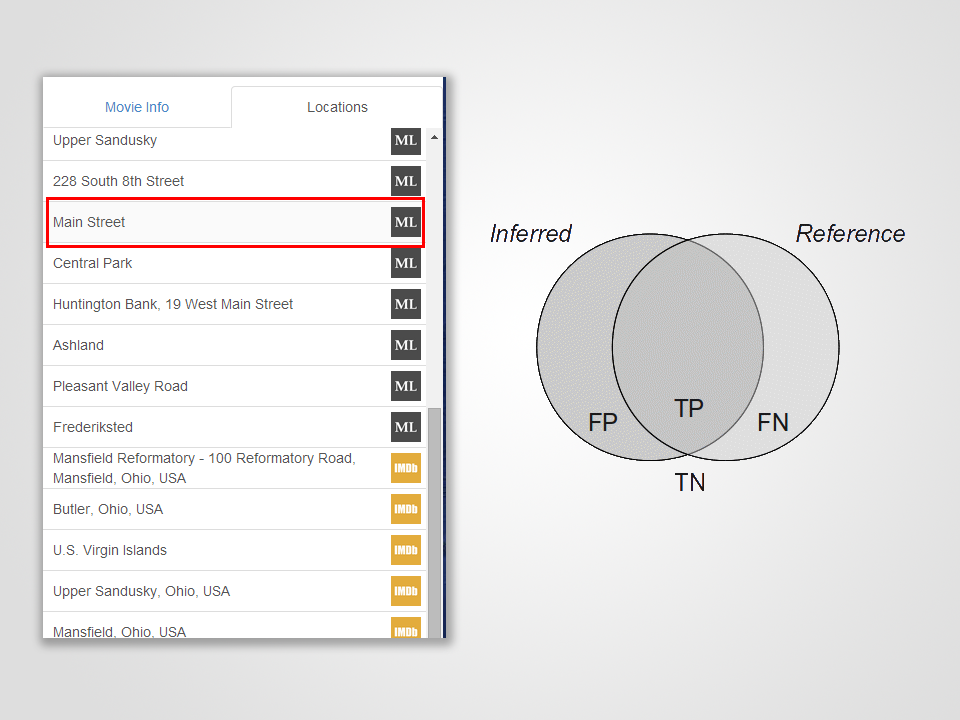 Movie Info
Locations
Upper Sandusky
ML
228 South 8th Street
ML
Main Street
ML
Central Park
ML
Huntington Bank, 19 West Main Street
ML
Ashland
ML
Pleasant Valley Road
ML
Frederiksted
ML
Mansfield Reformatory - 100 Reformatory Road,
Mansfield, Ohio, USA
IMDb
Butler, Ohio, USA
IMDb
U.S. Virgin Islands
IMDb
Upper Sandusky, Ohio, USA
IMDb
Mansfield, Ohio, USA
IMDb
Inferred
Reference
FP
TP
FN
TN